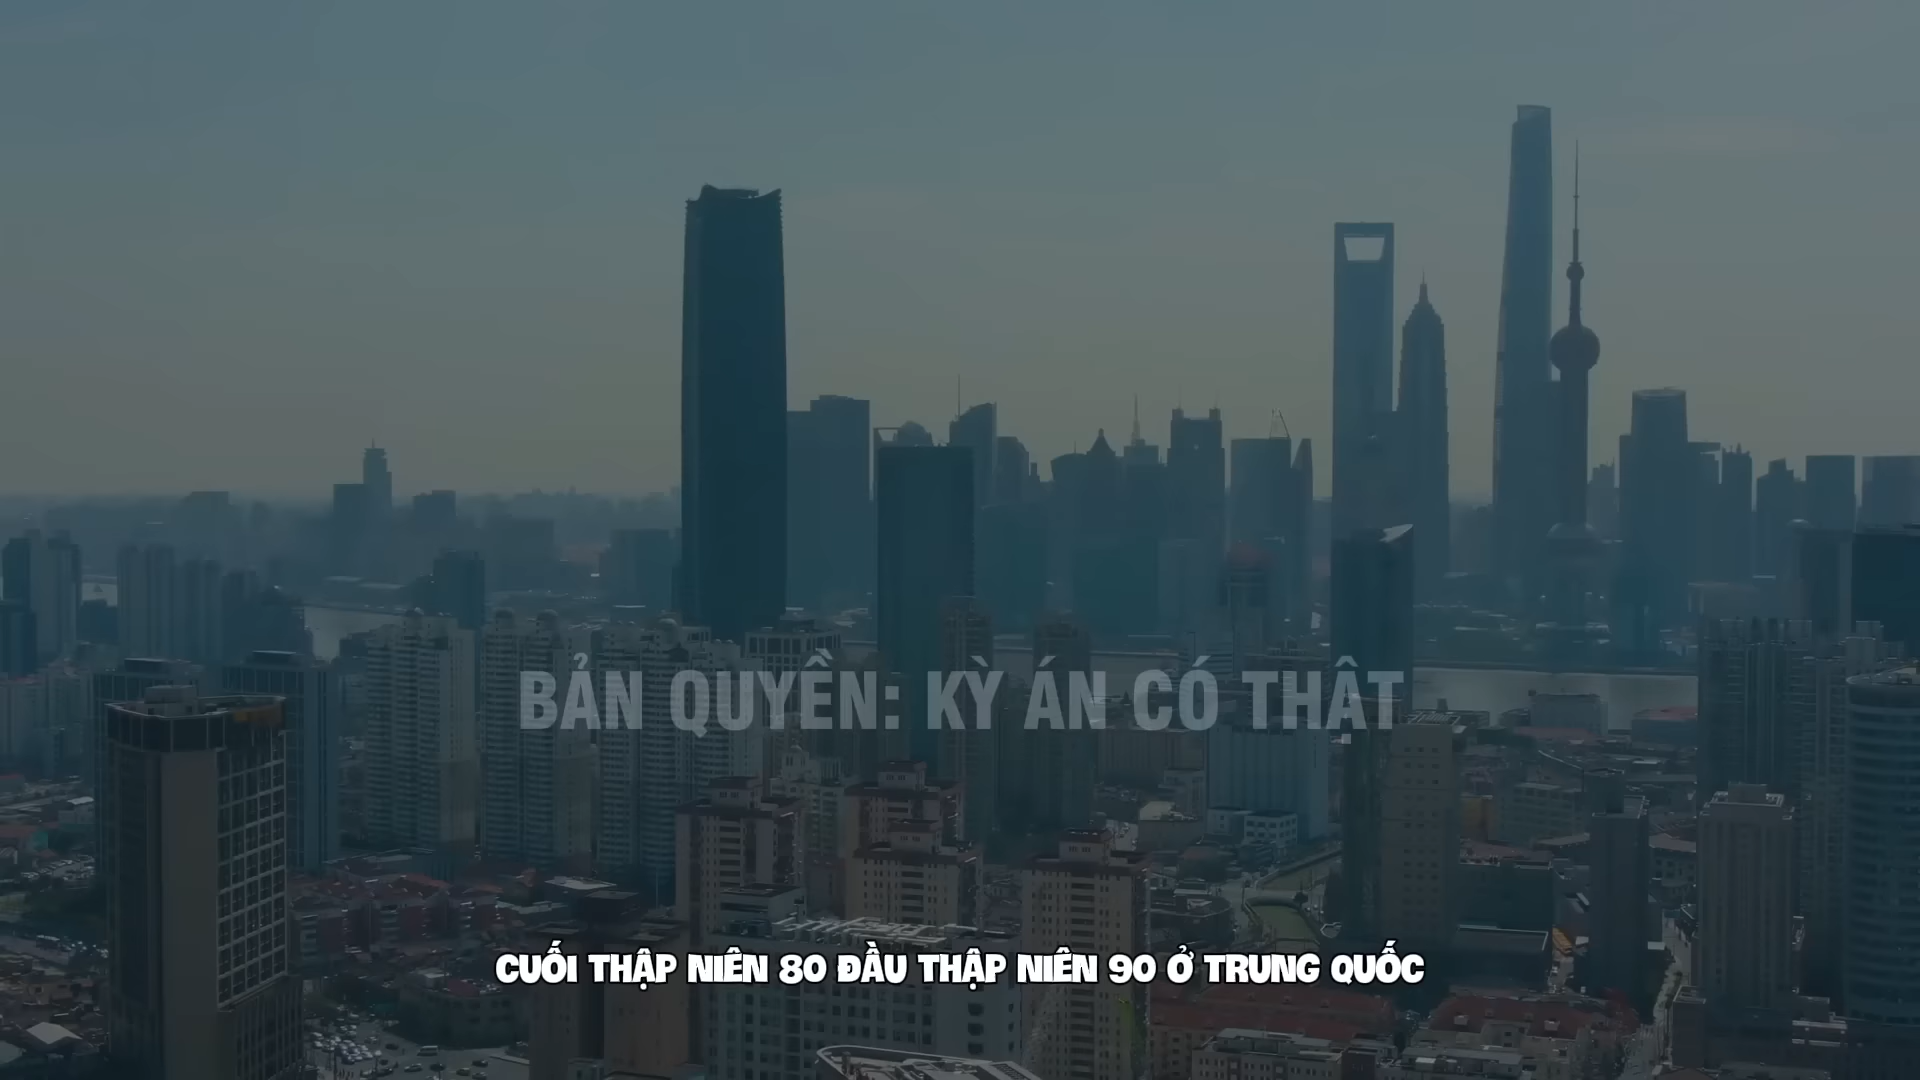 BẢN QUYỀN: KỲ ÁN CÓ THẬT
CUỐI THẬP NIÊN 80 ĐẦU THẬP NIÊN 90 Ở TRUNG QUỐC